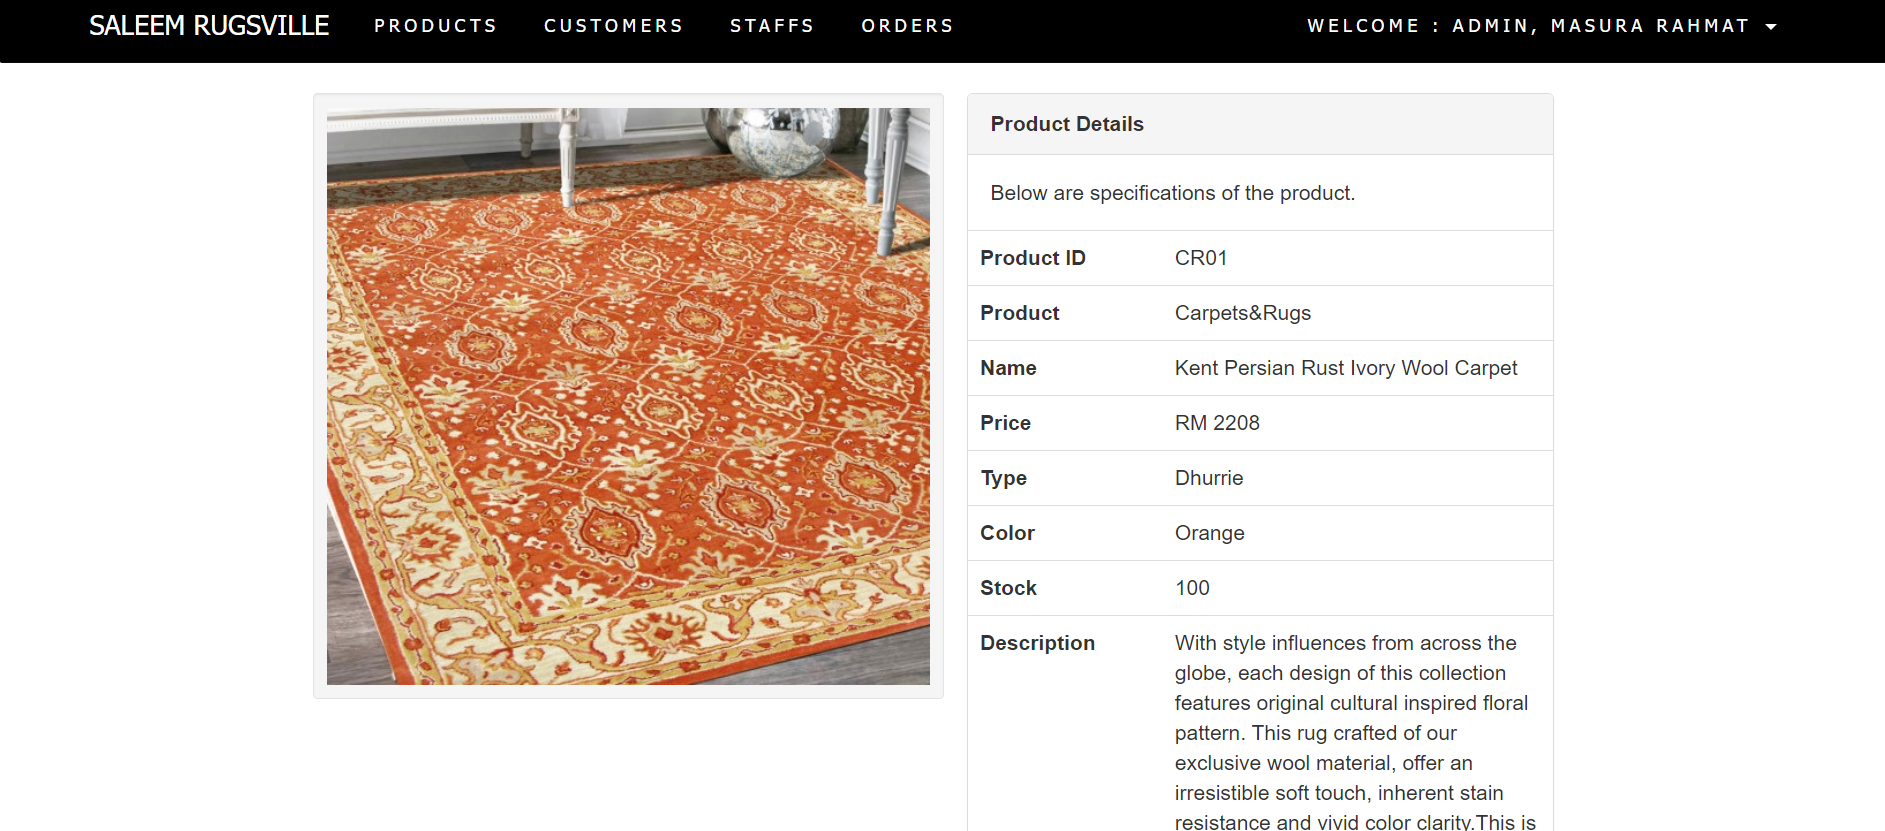 SALEEM RUGSVILLE PRODUCTS CUSTOMERS STAFFS ORDERS WELCOME : ADMIN, MASURA RAHMAT
Product Details
Below are specifications of the product.
Product ID CR01
Product Carpets&Rugs
Name Kent Persian Rust Ivory Wool Carpet
Price RM 2208
Type Dhurrie
Color Orange
Stock 100
Description With style influences from across the
globe, each design of this collection
features original cultural inspired floral
pattern. This rug crafted of our
exclusive wool material, offer an
irresistible soft touch, inherent stain
resistance and vivid color clarity.This is